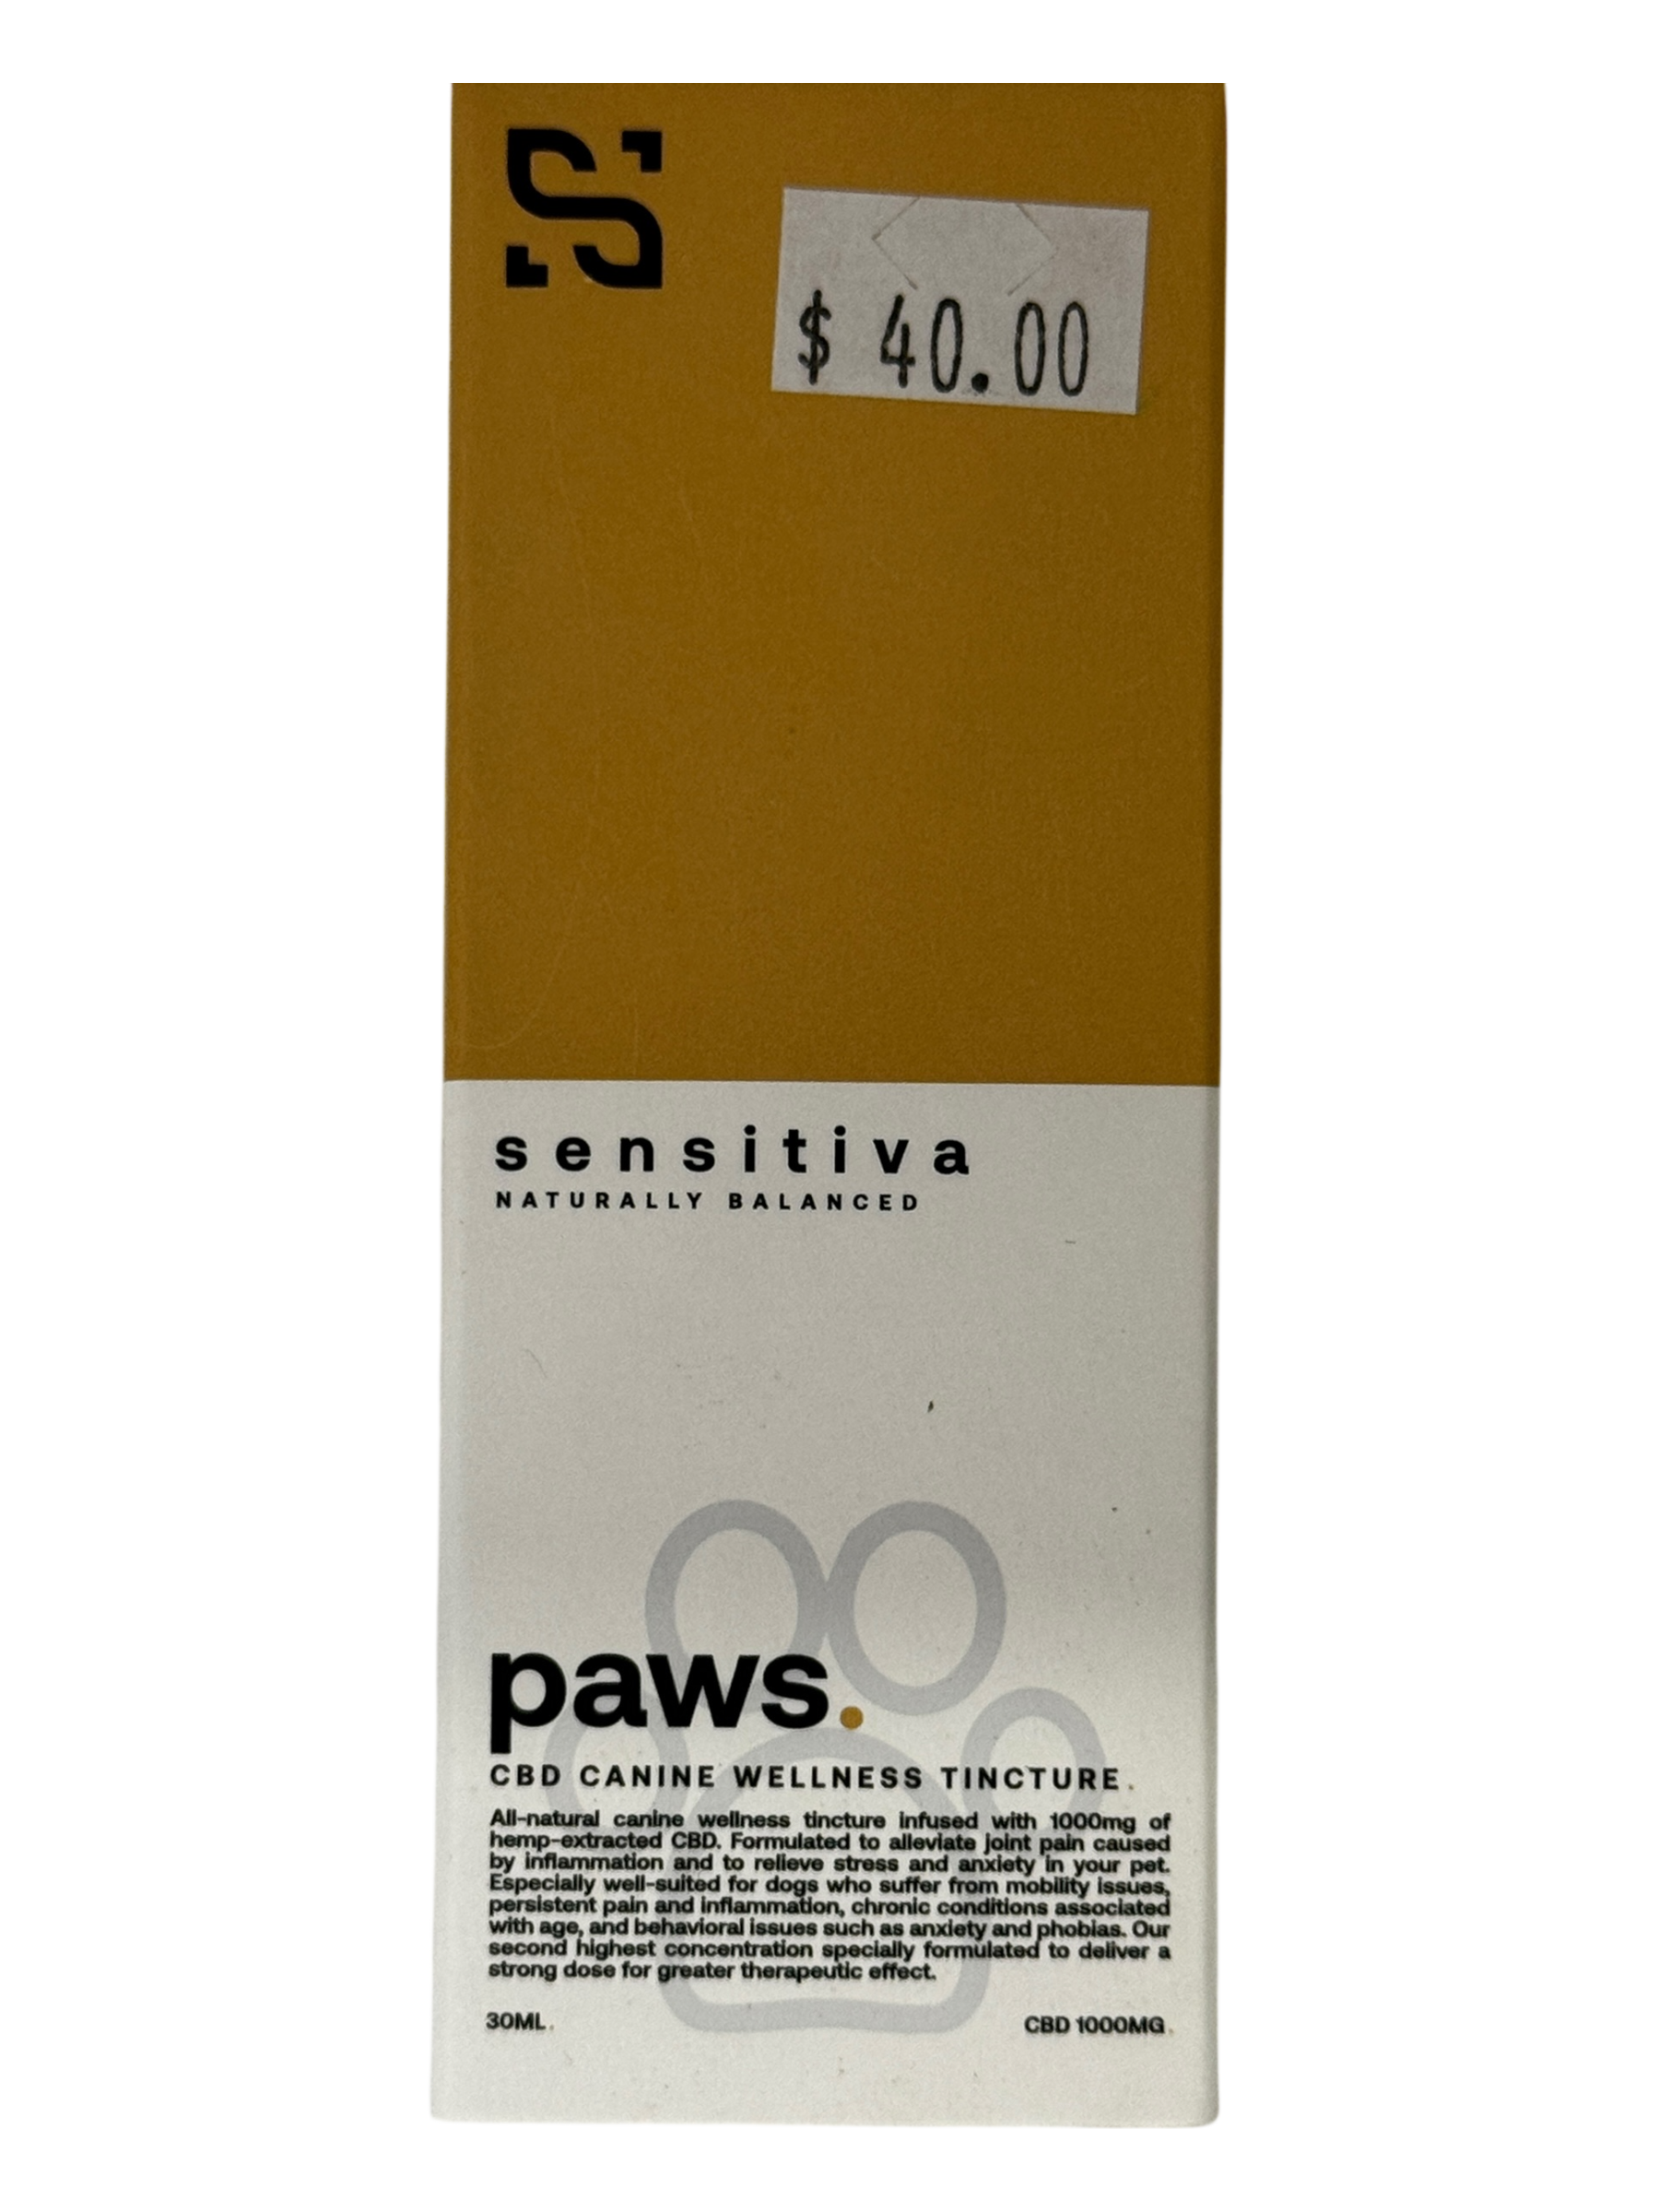 $ 40.00
sensitiva
NATURALLY BALANCED
paws.
CBD CANINE WELLNESS TINCTURE.
All-natural canine wellness tincture infused with 1000mg of
hemp-extracted CBD. Formulated to alleviate joint pain caused
by inflammation and to relieve stress and anxiety in your pet.
Especially well-suited for dogs who suffer from mobility issues,
persistent pain and inflammation, chronic conditions associated
with age, and behavioral issues such as anxiety and phobias. Our
second highest concentration specially formulated to deliver a
strong dose for greater therapeutic effect.
30ML.
CBD 1000MG.